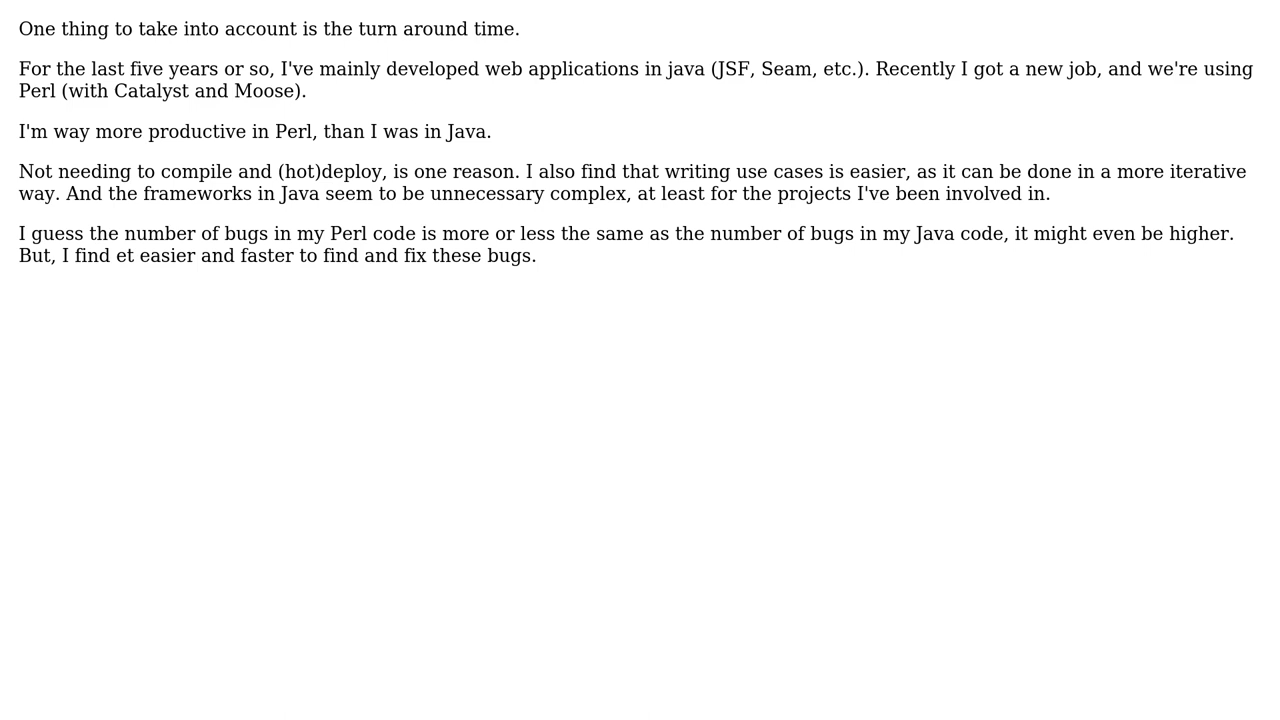 One thing to take into account is the turn around time.
For the last five years or so, I've mainly developed web applications in java (JSF, Seam, etc.). Recently I got a new job, and we're using
Perl (with Catalyst and Moose).
I'm way more productive in Perl, than I was in Java.
Not needing to compile and (hot)deploy, is one reason. I also find that writing use cases is easier, as it can be done in a more iterative
way. And the frameworks in Java seem to be unnecessary complex, at least for the projects I've been involved in.
I guess the number of bugs in my Perl code is more or less the same as the number of bugs in my Java code, it might even be higher.
But, I find et easier and faster to find and fix these bugs.